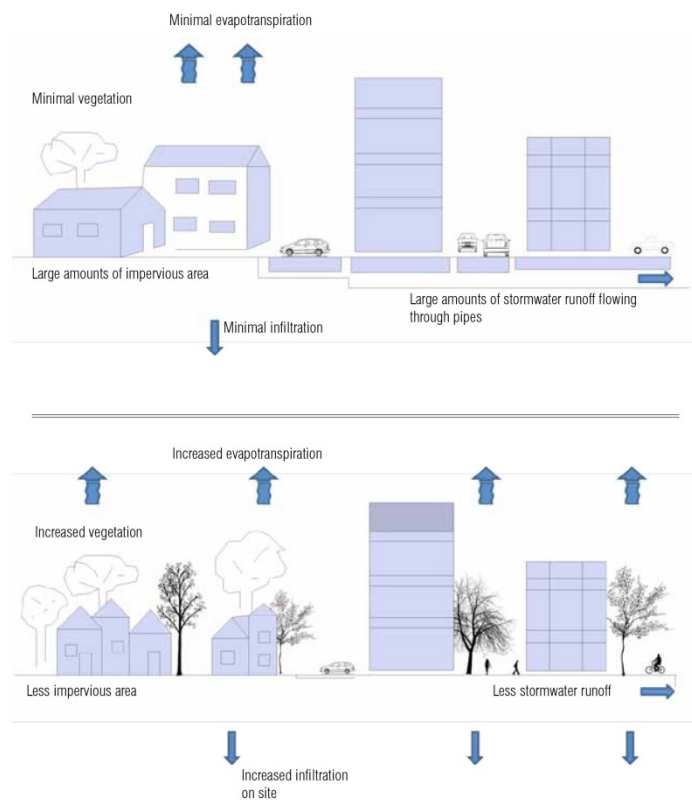 Minimal evapotranspiration
Minimal vegetation
Large amounts of impervious area
Large amounts of stormwater runoff flowing
through pipes
Minimal infiltration
Increased evapotranspiration
Increased vegetation
Less impervious area
Less stormwater runoff
Increased infiltration
on site